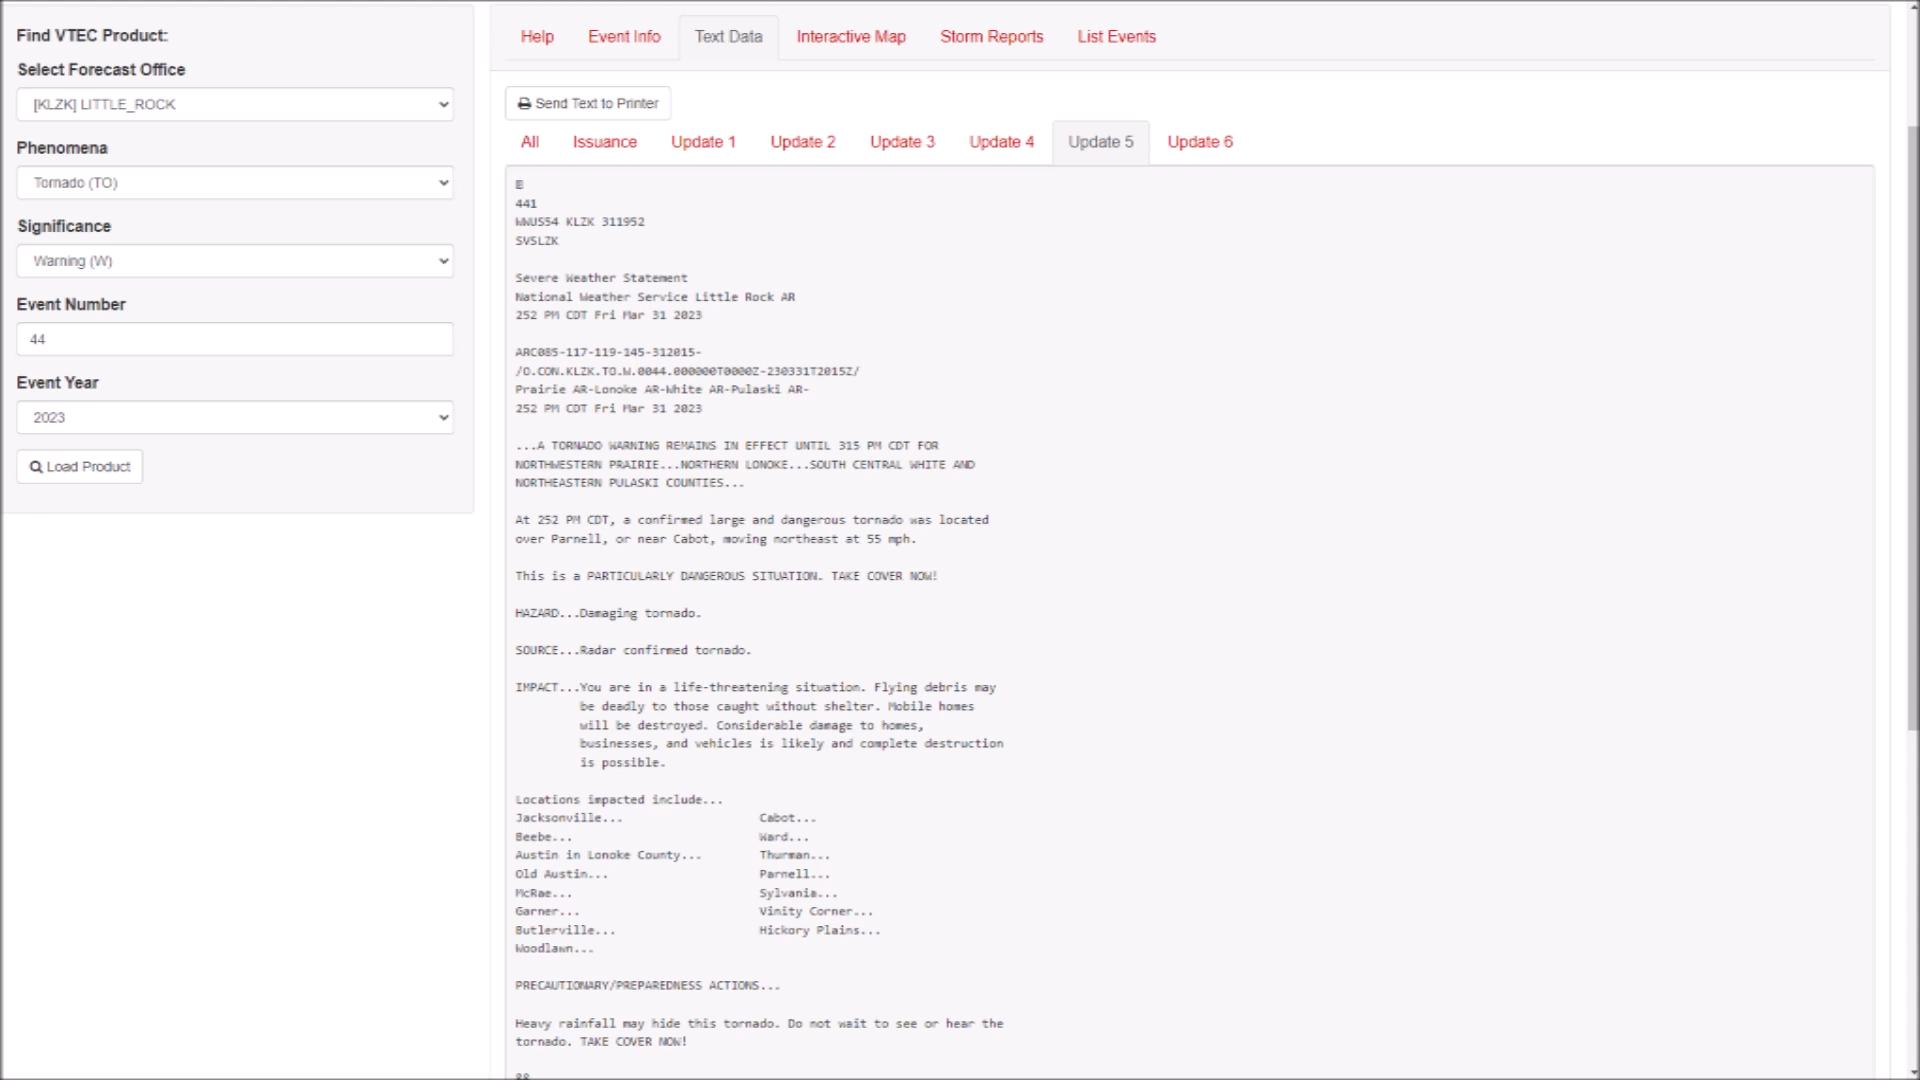 Find VTEC Product:
Select Forecast Office
[KLZK] LITTLE_ROCK
Phenomena
Tornado (TO)
Significance
Warning (W)
Event Number
44
Event Year
2023
Load Product
Help
Event Info
Text Data
Interactive Map
Storm Reports
List Events
Send Text to Printer
All
Issuance
Update 1
Update 2
Update 3
Update 4
Update 5
Update 6
441
WWUS54 KLZK 311952
SVSLZK
Severe Weather Statement
National Weather Service Little Rock AR
252 PM CDT Fri Mar 31 2023
ARC085-117-119-145-312015-
/O.CON.KLZK.TO.W.0044.000000T0000Z-230331T2015Z/
Prairie AR-Lonoke AR-White AR-Pulaski AR-
252 PM CDT Fri Mar 31 2023
...A TORNADO WARNING REMAINS IN EFFECT UNTIL 315 PM CDT FOR
NORTHWESTERN PRAIRIE...NORTHERN LONOKE...SOUTH CENTRAL WHITE AND
NORTHEASTERN PULASKI COUNTIES...
At 252 PM CDT, a confirmed large and dangerous tornado was located
over Parnell, or near Cabot, moving northeast at 55 mph.
This is a PARTICULARLY DANGEROUS SITUATION. TAKE COVER NOW!
HAZARD...Damaging tornado.
SOURCE...Radar confirmed tornado.
IMPACT...You are in a life-threatening situation. Flying debris may
be deadly to those caught without shelter. Mobile homes
will be destroyed. Considerable damage to homes,
businesses, and vehicles is likely and complete destruction
is possible.
Locations impacted include...
Jacksonville... Cabot...
Beebe... Ward...
Austin in Lonoke County... Thurman...
Old Austin... Parnell...
McRae... Sylvania...
Garner... Vinity Corner...
Butlerville... Hickory Plains...
Woodlawn...
PRECAUTIONARY/PREPAREDNESS ACTIONS...
Heavy rainfall may hide this tornado. Do not wait to see or hear the
tornado. TAKE COVER NOW!